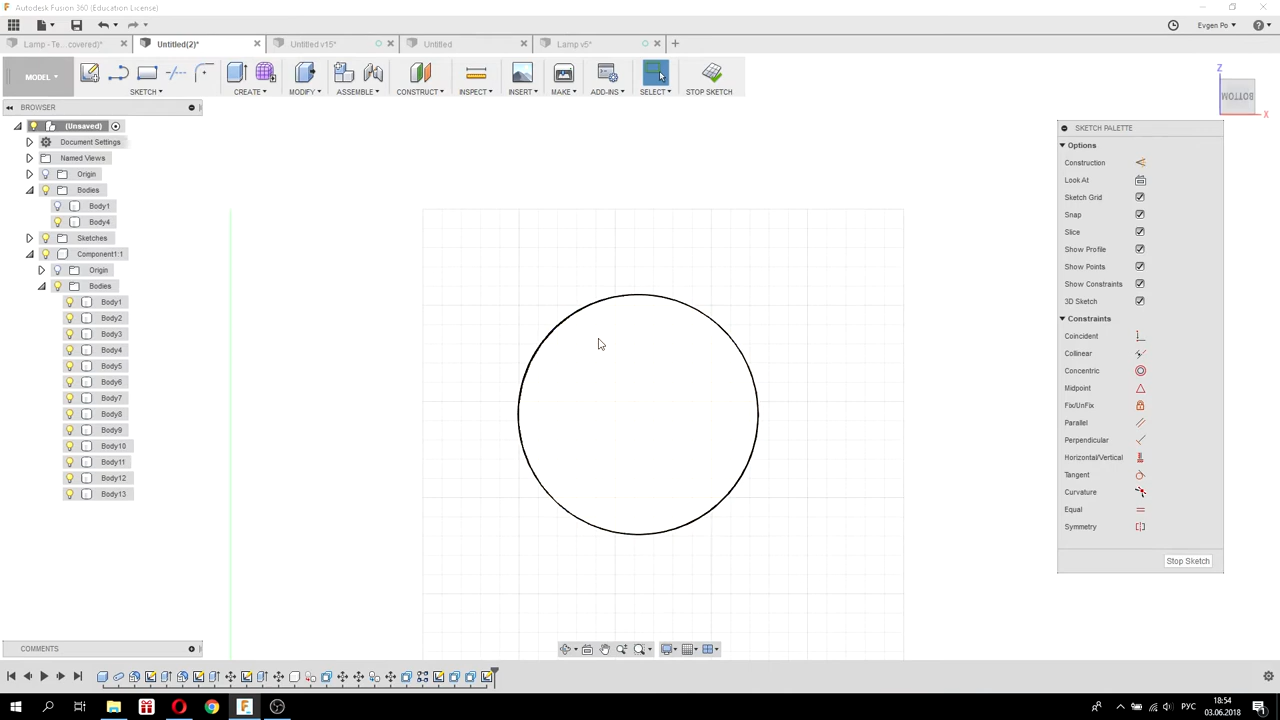 Autodesk Fusion 360 (Education License)
Evgen Po
Lamp - Te...covered)*
Untitled(2)*
Untitled v15*
Untitled
Lamp v5*
MODEL
SKETCH
CREATE
MODIFY
ASSEMBLE
CONSTRUCT
INSPECT
INSERT
MAKE
ADD-INS
SELECT
STOP SKETCH
Z
BOTTOM
X
BROWSER
(Unsaved)
Document Settings
Named Views
Origin
Bodies
Body1
Body4
Sketches
Component1:1
Origin
Bodies
Body1
Body2
Body3
Body4
Body5
Body6
Body7
Body8
Body9
Body10
Body11
Body12
Body13
SKETCH PALETTE
Options
Construction
Look At
Sketch Grid
Snap
Slice
Show Profile
Show Points
Show Constraints
3D Sketch
Constraints
Coincident
Collinear
Concentric
Midpoint
Fix/UnFix
Parallel
Perpendicular
Horizontal/Vertical
Tangent
Curvature
Equal
Symmetry
Stop Sketch
COMMENTS
РУС
18:54
03.06.2018